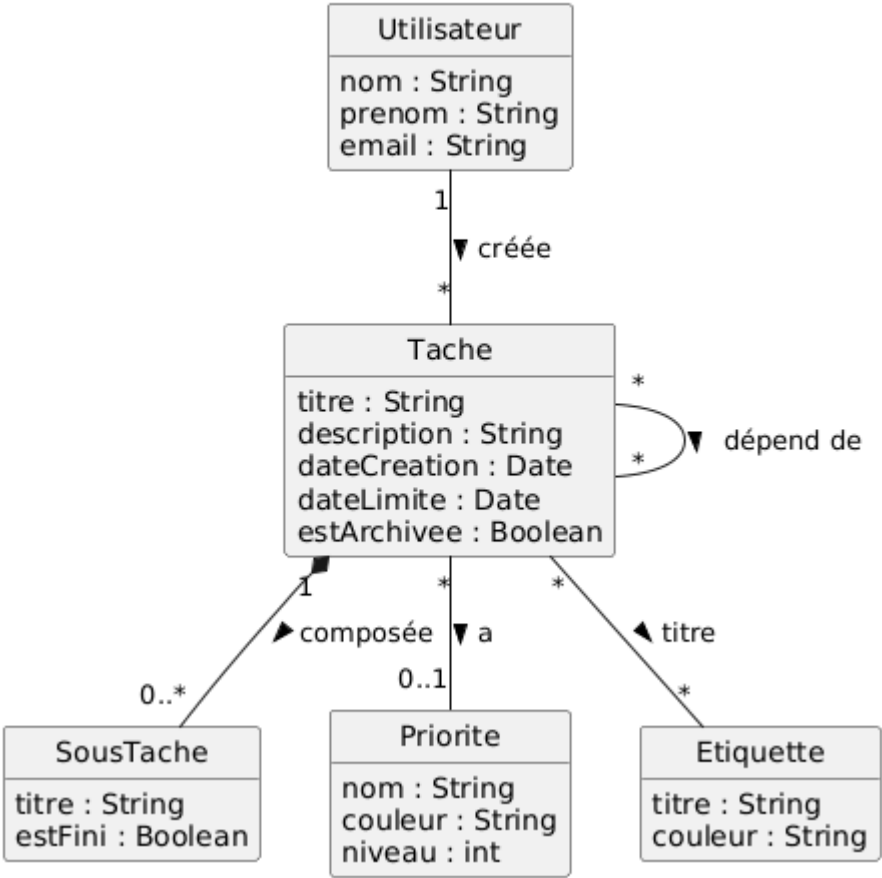 Utilisateur
nom : String
prenom : String
email : String
1
créée
*
Tache
titre : String
description : String
dateCreation : Date
dateLimite : Date
estArchivee : Boolean
*
dépend de
*
1
*
*
composée
a
titre
0..*
0..1
*
SousTache
titre : String
estFini : Boolean
Priorite
nom : String
couleur : String
niveau : int
Etiquette
titre : String
couleur : String